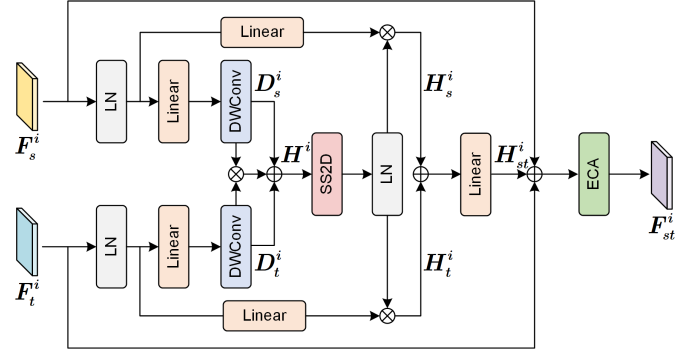 Linear
F_s^i
LN
Linear
DWConv
D_s^i
H_s^i
H^i
SS2D
LN
Linear
H_st^i
ECA
F_st^i
F_t^i
LN
Linear
DWConv
D_t^i
H_t^i
Linear